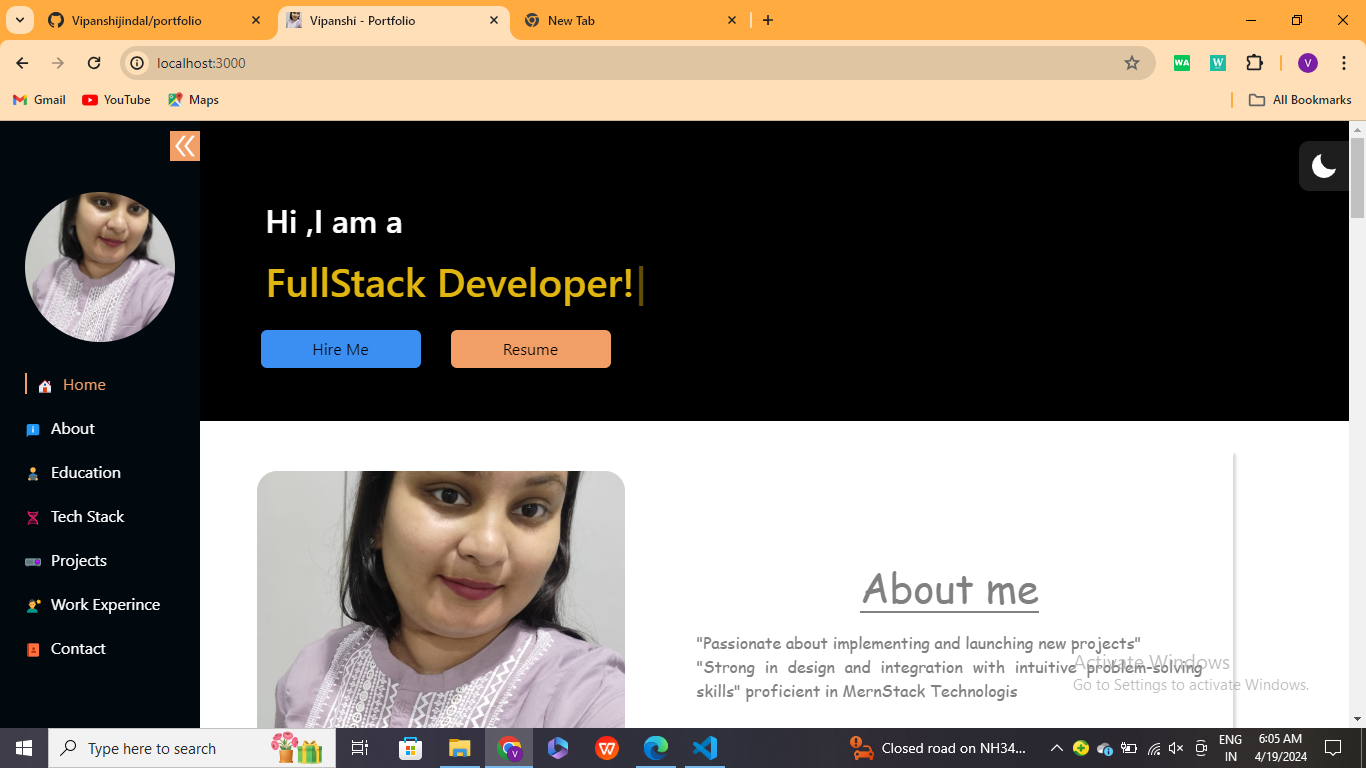 Vipanshijindal/portfolio
Vipanshi - Portfolio
New Tab
localhost:3000
WA
W
V
Gmail
YouTube
Maps
All Bookmarks
Hi ,I am a
FullStack Developer!
Hire Me
Resume
Home
About
Education
Tech Stack
Projects
Work Experince
Contact
About me
"Passionate about implementing and launching new projects"
"Strong in design and integration with intuitive problem-solving
skills" proficient in MernStack Technologis
Activate Windows
Go to Settings to activate Windows.
Type here to search
V
W
Closed road on NH34...
ENG
IN
6:05 AM
4/19/2024